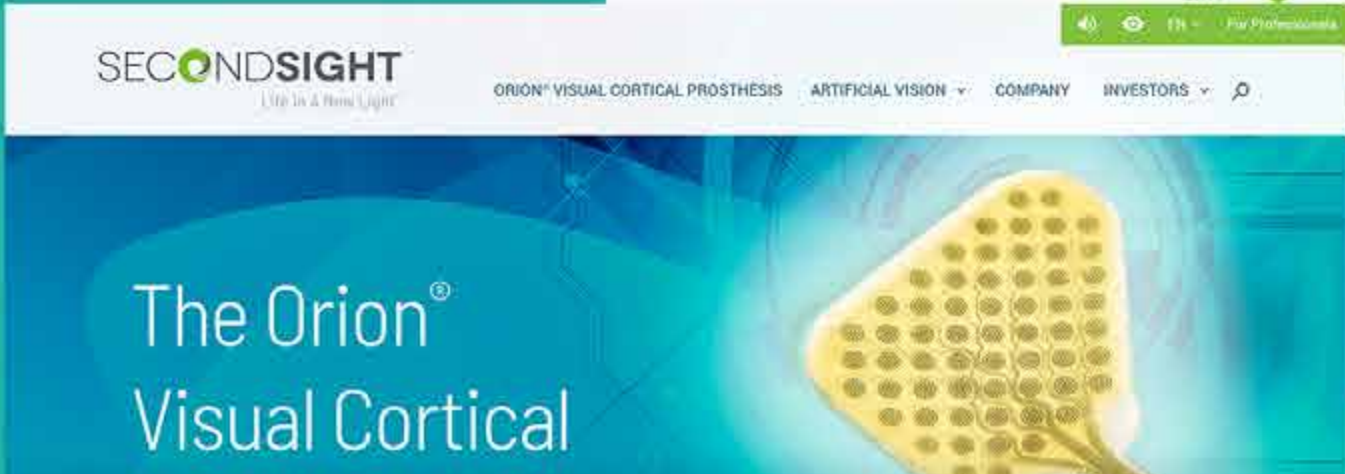 EN
For Professionals
SECONDSIGHT
Life in A New Light
ORION® VISUAL CORTICAL PROSTHESIS
ARTIFICIAL VISION
COMPANY
INVESTORS
The Orion®
Visual Cortical